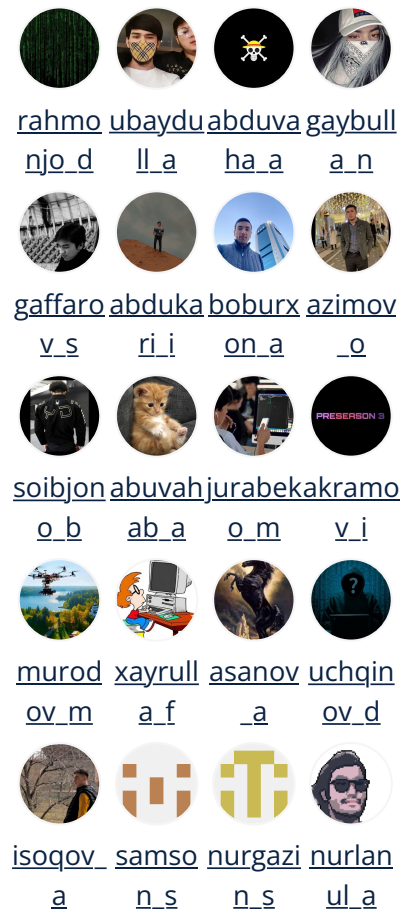 rahmo ubaydu abduva gaybull
njo_d ll_a ha_a a_n
gaffaro abduka boburx azimov
v_s ri_i on_a _o
PRESEASON 3
soibjon abuvah jurabek akramo
o_b ab_a o_m v_i
?
murod xayrull asanov uchqin
ov_m a_f _a ov_d
isoqov_ samso nurgazi nurlan
a n_s n_s ul_a